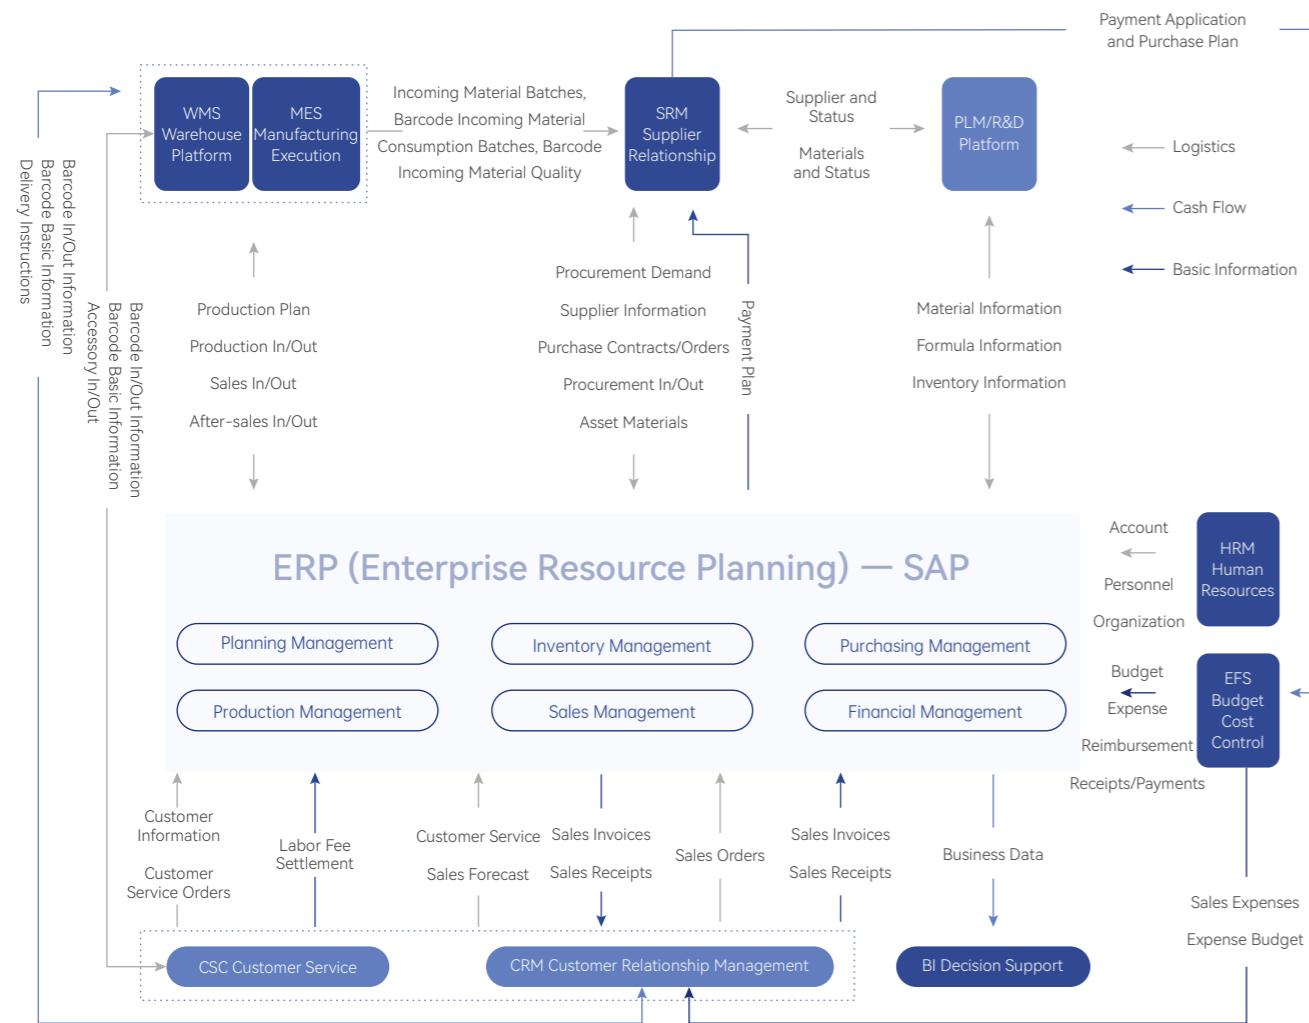 Payment Application
and Purchase Plan
WMS
Warehouse
Platform
MES
Manufacturing
Execution
Incoming Material Batches,
Barcode Incoming Material
Consumption Batches, Barcode
Incoming Material Quality
SRM
Supplier
Relationship
Supplier and
Status
Materials
and Status
PLM/R&D
Platform
Logistics
Cash Flow
Basic Information
Barcode In/Out Information
Barcode Basic Information
Delivery Instructions
Barcode In/Out Information
Barcode Basic Information
Accessory In/Out
Production Plan
Production In/Out
Sales In/Out
After-sales In/Out
Procurement Demand
Supplier Information
Purchase Contracts/Orders
Procurement In/Out
Asset Materials
Payment Plan
Material Information
Formula Information
Inventory Information
ERP (Enterprise Resource Planning) — SAP
Planning Management
Inventory Management
Purchasing Management
Production Management
Sales Management
Financial Management
Account
Personnel
Organization
HRM
Human
Resources
Budget
Expense
Reimbursement
Receipts/Payments
EFS
Budget
Cost
Control
Customer
Information
Customer
Service Orders
Labor Fee
Settlement
Customer Service
Sales Forecast
Sales Invoices
Sales Receipts
Sales Orders
Sales Invoices
Sales Receipts
Business Data
Sales Expenses
Expense Budget
CSC Customer Service
CRM Customer Relationship Management
BI Decision Support